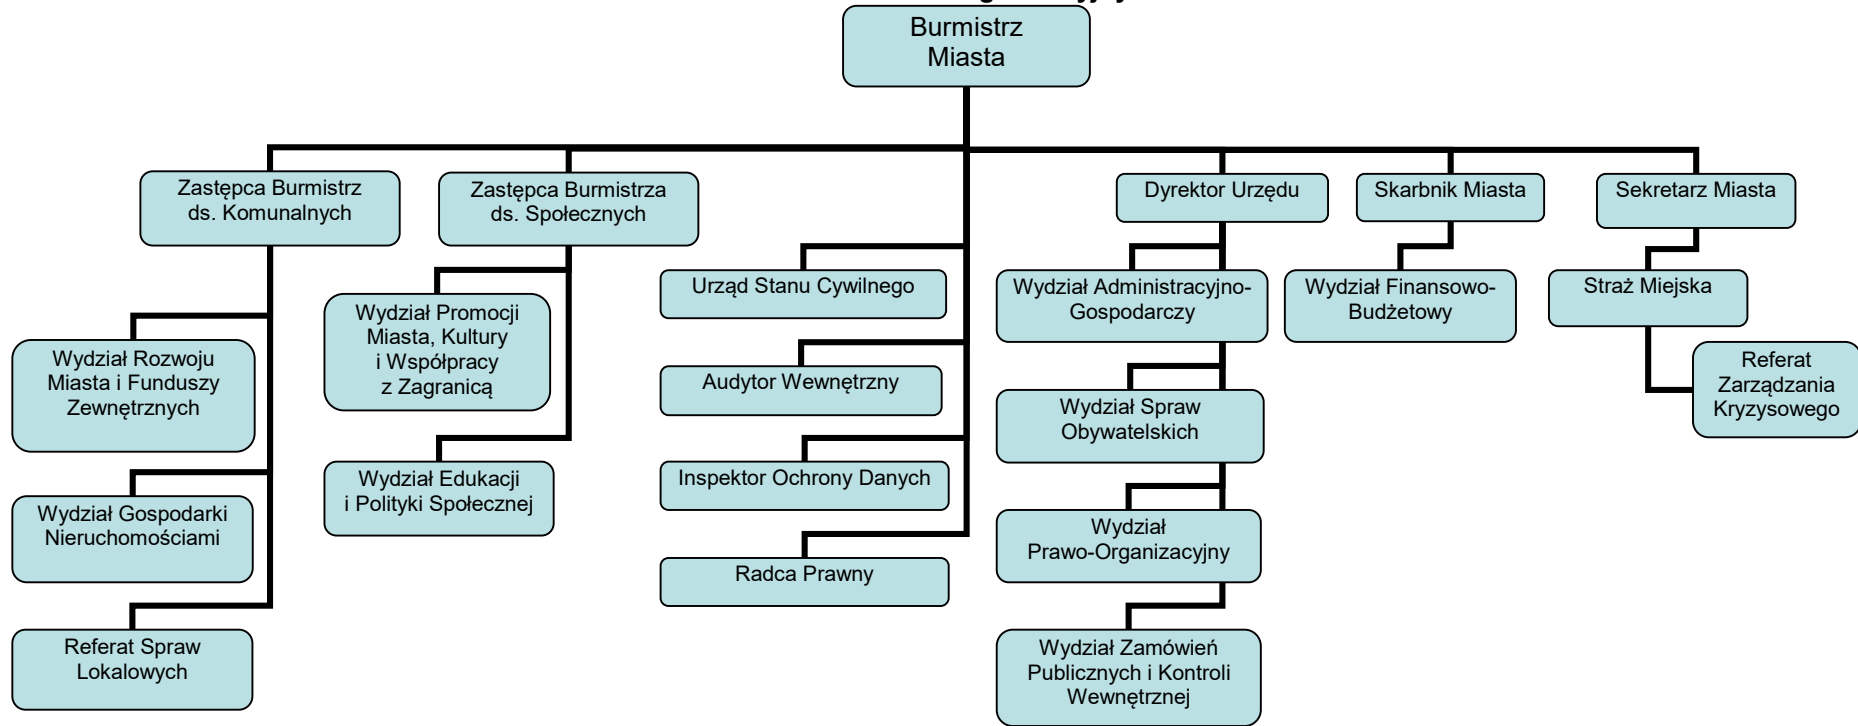 Burmistrz
Miasta
Zastępca Burmistrz
ds. Komunalnych
Zastępca Burmistrza
ds. Społecznych
Dyrektor Urzędu
Skarbnik Miasta
Sekretarz Miasta
Wydział Rozwoju
Miasta i Funduszy
Zewnętrznych
Wydział Gospodarki
Nieruchomościami
Referat Spraw
Lokalowych
Wydział Promocji
Miasta, Kultury
i Współpracy
z Zagranicą
Wydział Edukacji
i Polityki Społecznej
Urząd Stanu Cywilnego
Audytor Wewnętrzny
Inspektor Ochrony Danych
Radca Prawny
Wydział Administracyjno-
Gospodarczy
Wydział Spraw
Obywatelskich
Wydział
Prawo-Organizacyjny
Wydział Zamówień
Publicznych i Kontroli
Wewnętrznej
Wydział Finansowo-
Budżetowy
Straż Miejska
Referat
Zarządzania
Kryzysowego